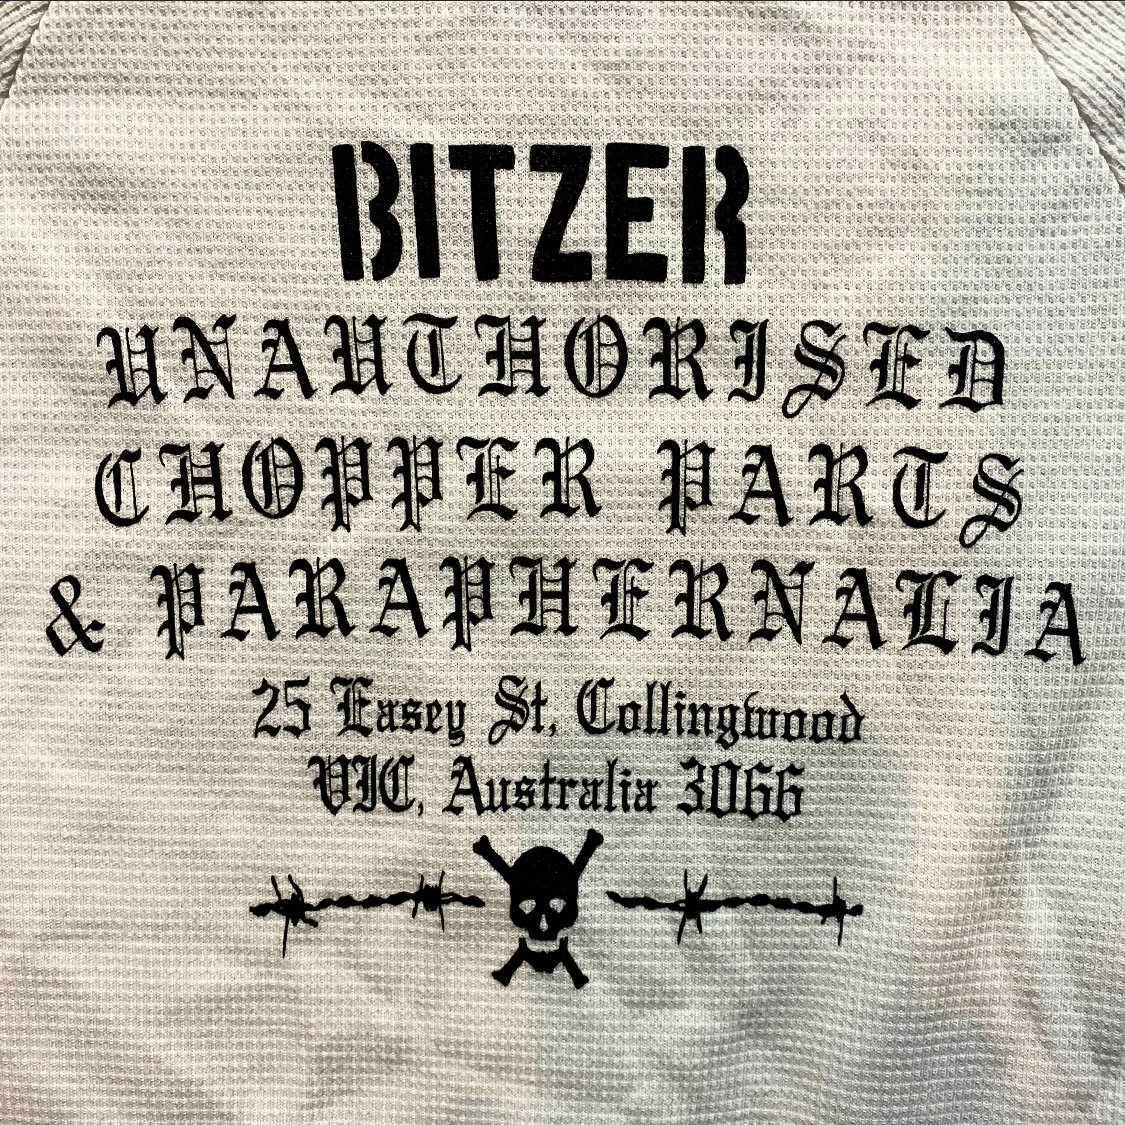 BITZER
UNAUTHORISED
CHOPPER PARTS
& PARAPHERNALIA
25 Easey St, Collingwood
VIC, Australia 3066